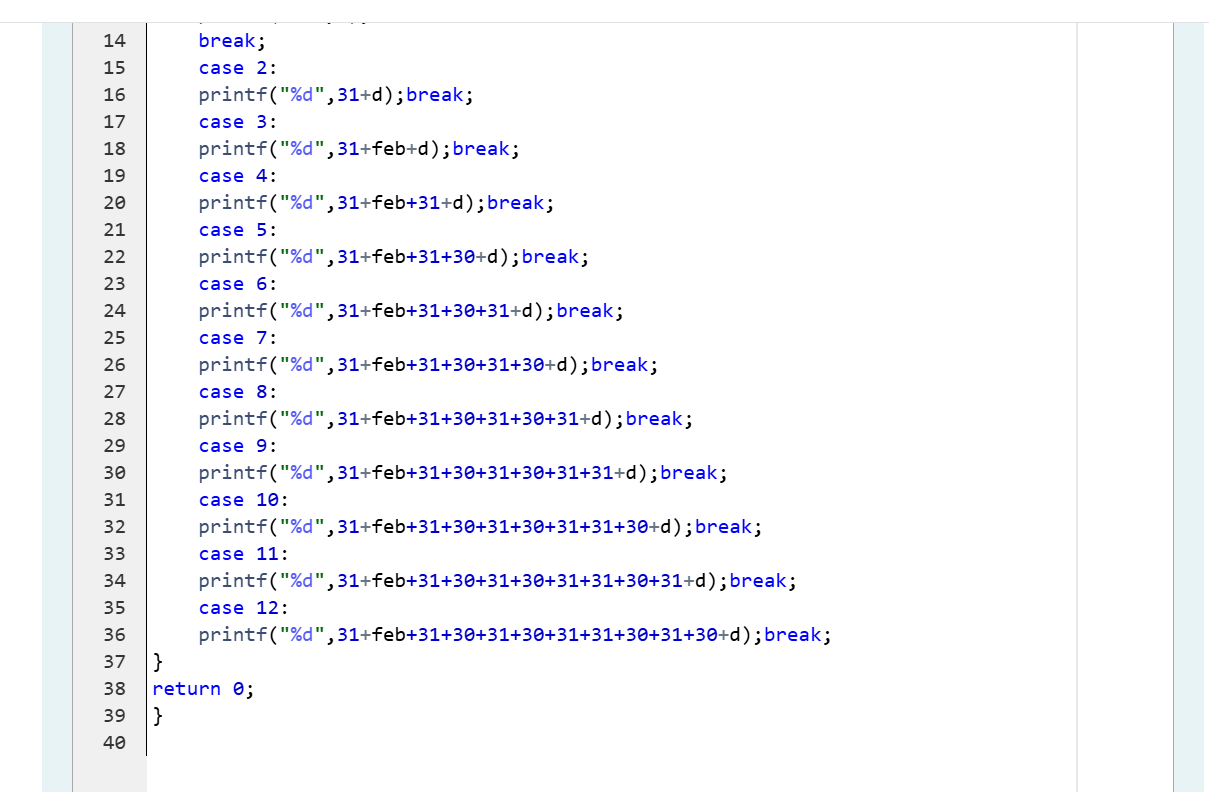 14 break;
15 case 2:
16 printf("%d",31+d);break;
17 case 3:
18 printf("%d",31+feb+d);break;
19 case 4:
20 printf("%d",31+feb+31+d);break;
21 case 5:
22 printf("%d",31+feb+31+30+d);break;
23 case 6:
24 printf("%d",31+feb+31+30+31+d);break;
25 case 7:
26 printf("%d",31+feb+31+30+31+30+d);break;
27 case 8:
28 printf("%d",31+feb+31+30+31+30+31+d);break;
29 case 9:
30 printf("%d",31+feb+31+30+31+30+31+31+d);break;
31 case 10:
32 printf("%d",31+feb+31+30+31+30+31+31+30+d);break;
33 case 11:
34 printf("%d",31+feb+31+30+31+30+31+31+30+31+d);break;
35 case 12:
36 printf("%d",31+feb+31+30+31+30+31+31+30+31+30+d);break;
37 }
38 return 0;
39 }
40